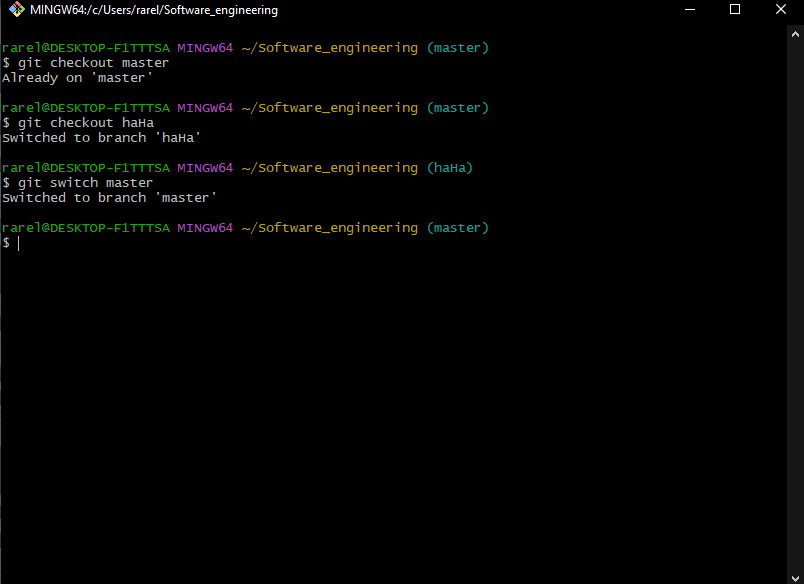 MINGW64:/c/Users/rarel/Software_engineering
rarel@DESKTOP-F1TTTSA MINGW64 ~/Software_engineering (master)
$ git checkout master
Already on 'master'
rarel@DESKTOP-F1TTTSA MINGW64 ~/Software_engineering (master)
$ git checkout haHa
Switched to branch 'haHa'
rarel@DESKTOP-F1TTTSA MINGW64 ~/Software_engineering (haHa)
$ git switch master
Switched to branch 'master'
rarel@DESKTOP-F1TTTSA MINGW64 ~/Software_engineering (master)
$